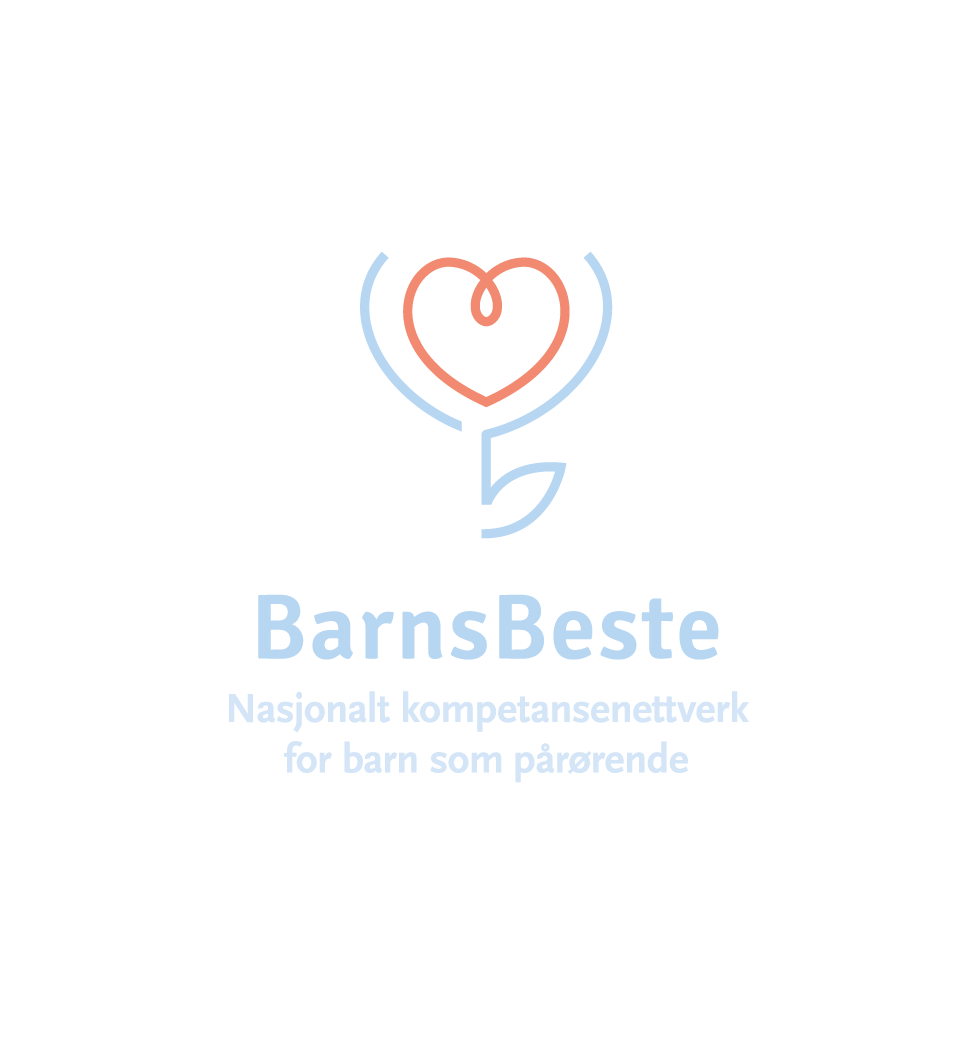 BarnsBeste
Nasjonalt kompetansenettverk
for barn som pårørende